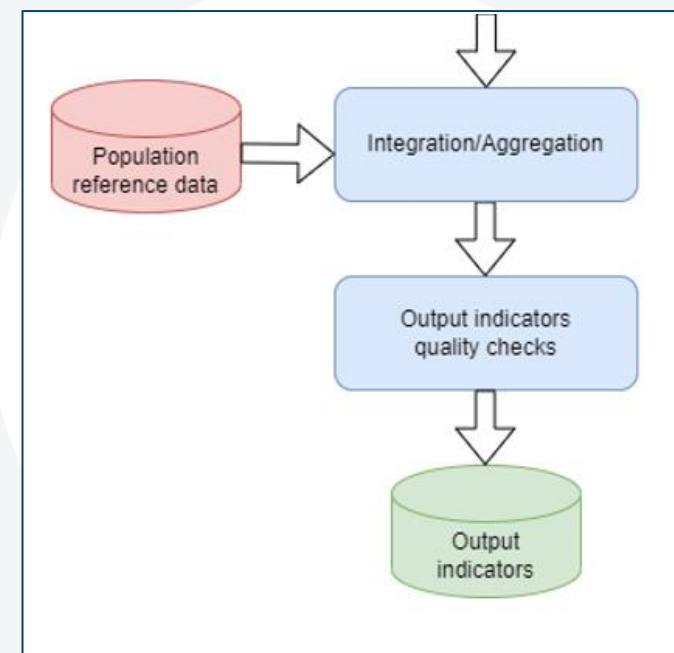 Integration/Aggregation
Population
reference data
Output indicators
quality checks
Output
indicators